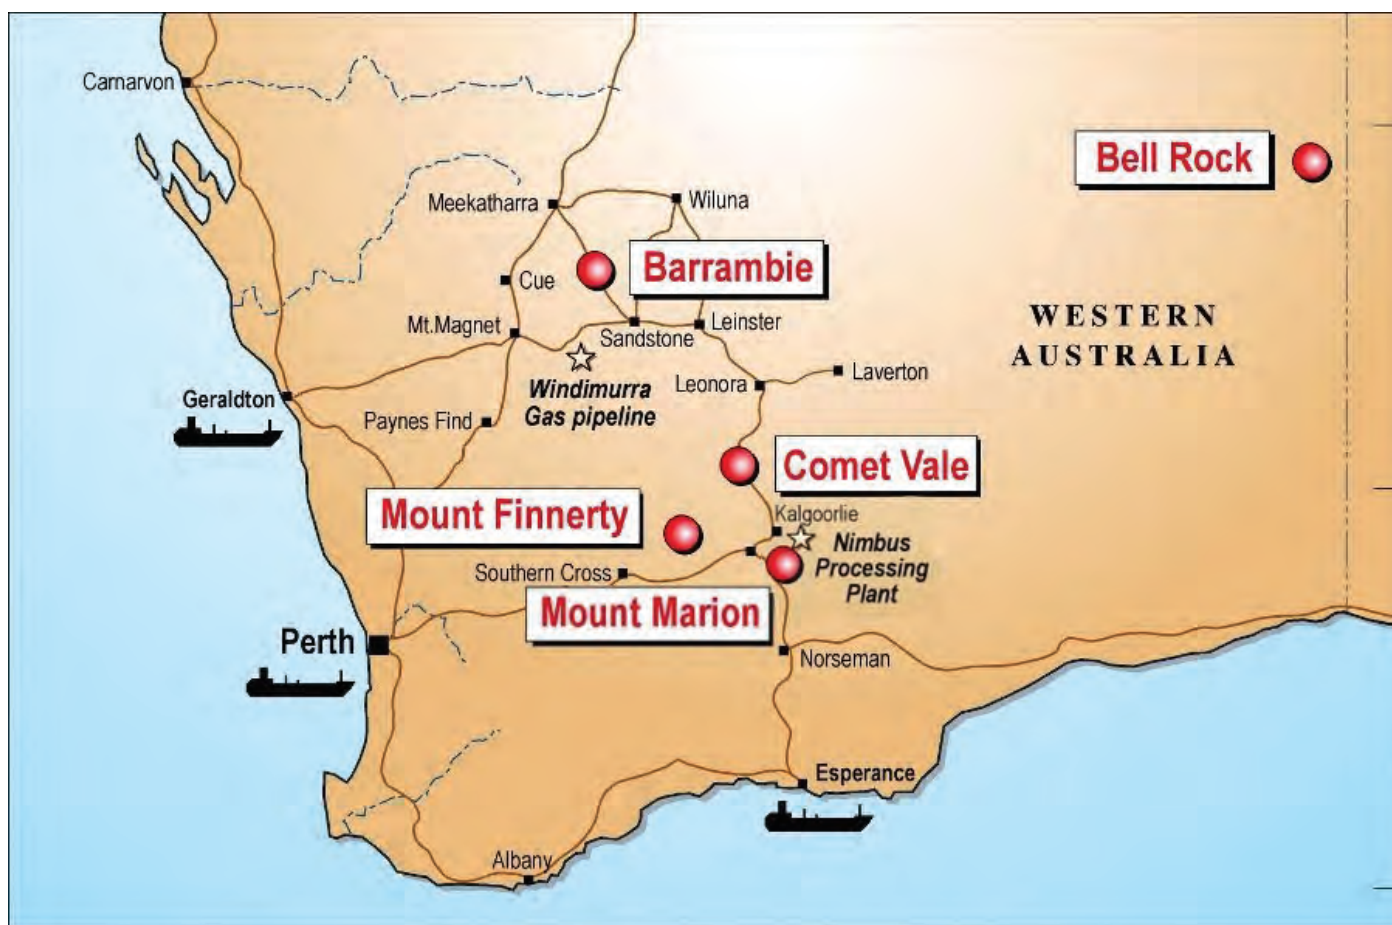 Carnarvon
Bell Rock
Meekatharra
Wiluna
Barrambie
Cue
Mt.Magnet
Sandstone
Leinster
WESTERN
AUSTRALIA
Windimurra
Gas pipeline
Leonora
Laverton
Geraldton
Paynes Find
Comet Vale
Mount Finnerty
Kalgoorlie
Nimbus
Processing
Plant
Southern Cross
Mount Marion
Perth
Norseman
Esperance
Albany